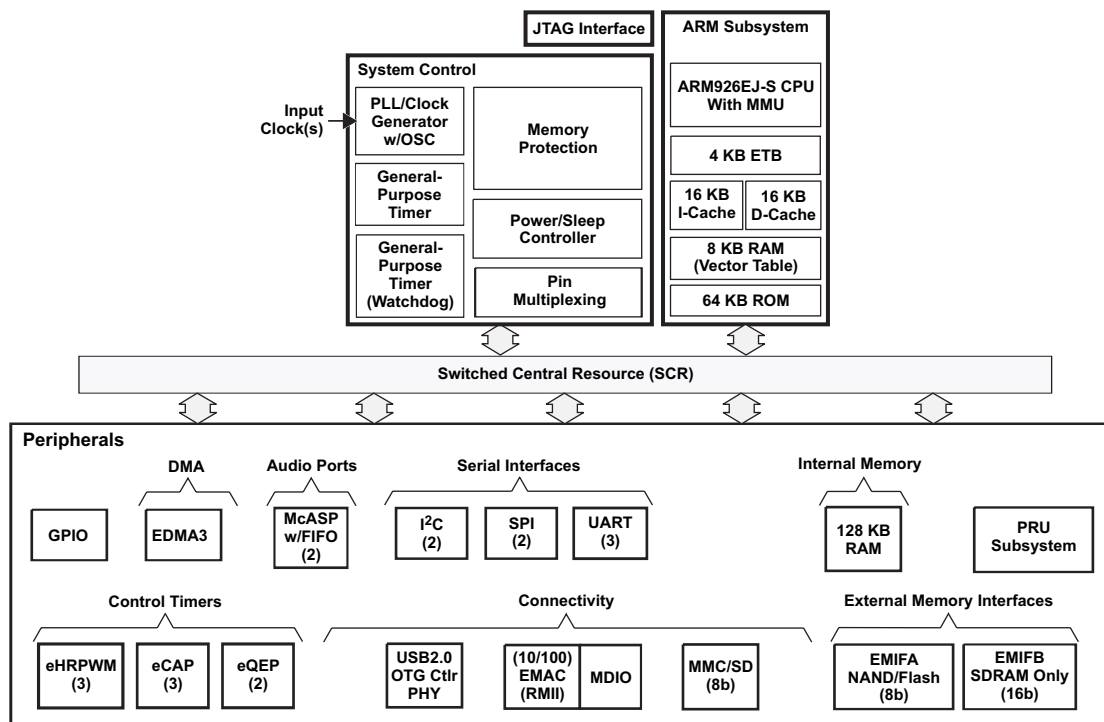 JTAG Interface
ARM Subsystem
System Control
Input
Clock(s)
PLL/Clock
Generator
w/OSC
General-
Purpose
Timer
General-
Purpose
Timer
(Watchdog)
Memory
Protection
Power/Sleep
Controller
Pin
Multiplexing
ARM926EJ-S CPU
With MMU
4 KB ETB
16 KB
I-Cache
16 KB
D-Cache
8 KB RAM
(Vector Table)
64 KB ROM
Switched Central Resource (SCR)
Peripherals
DMA
Audio Ports
Serial Interfaces
Internal Memory
GPIO
EDMA3
McASP
w/FIFO
(2)
I²C
(2)
SPI
(2)
UART
(3)
128 KB
RAM
PRU
Subsystem
Control Timers
Connectivity
External Memory Interfaces
eHRPWM
(3)
eCAP
(3)
eQEP
(2)
USB2.0
OTG Ctlr
PHY
(10/100)
EMAC
(RMII)
MDIO
MMC/SD
(8b)
EMIFA
NAND/Flash
(8b)
EMIFB
SDRAM Only
(16b)